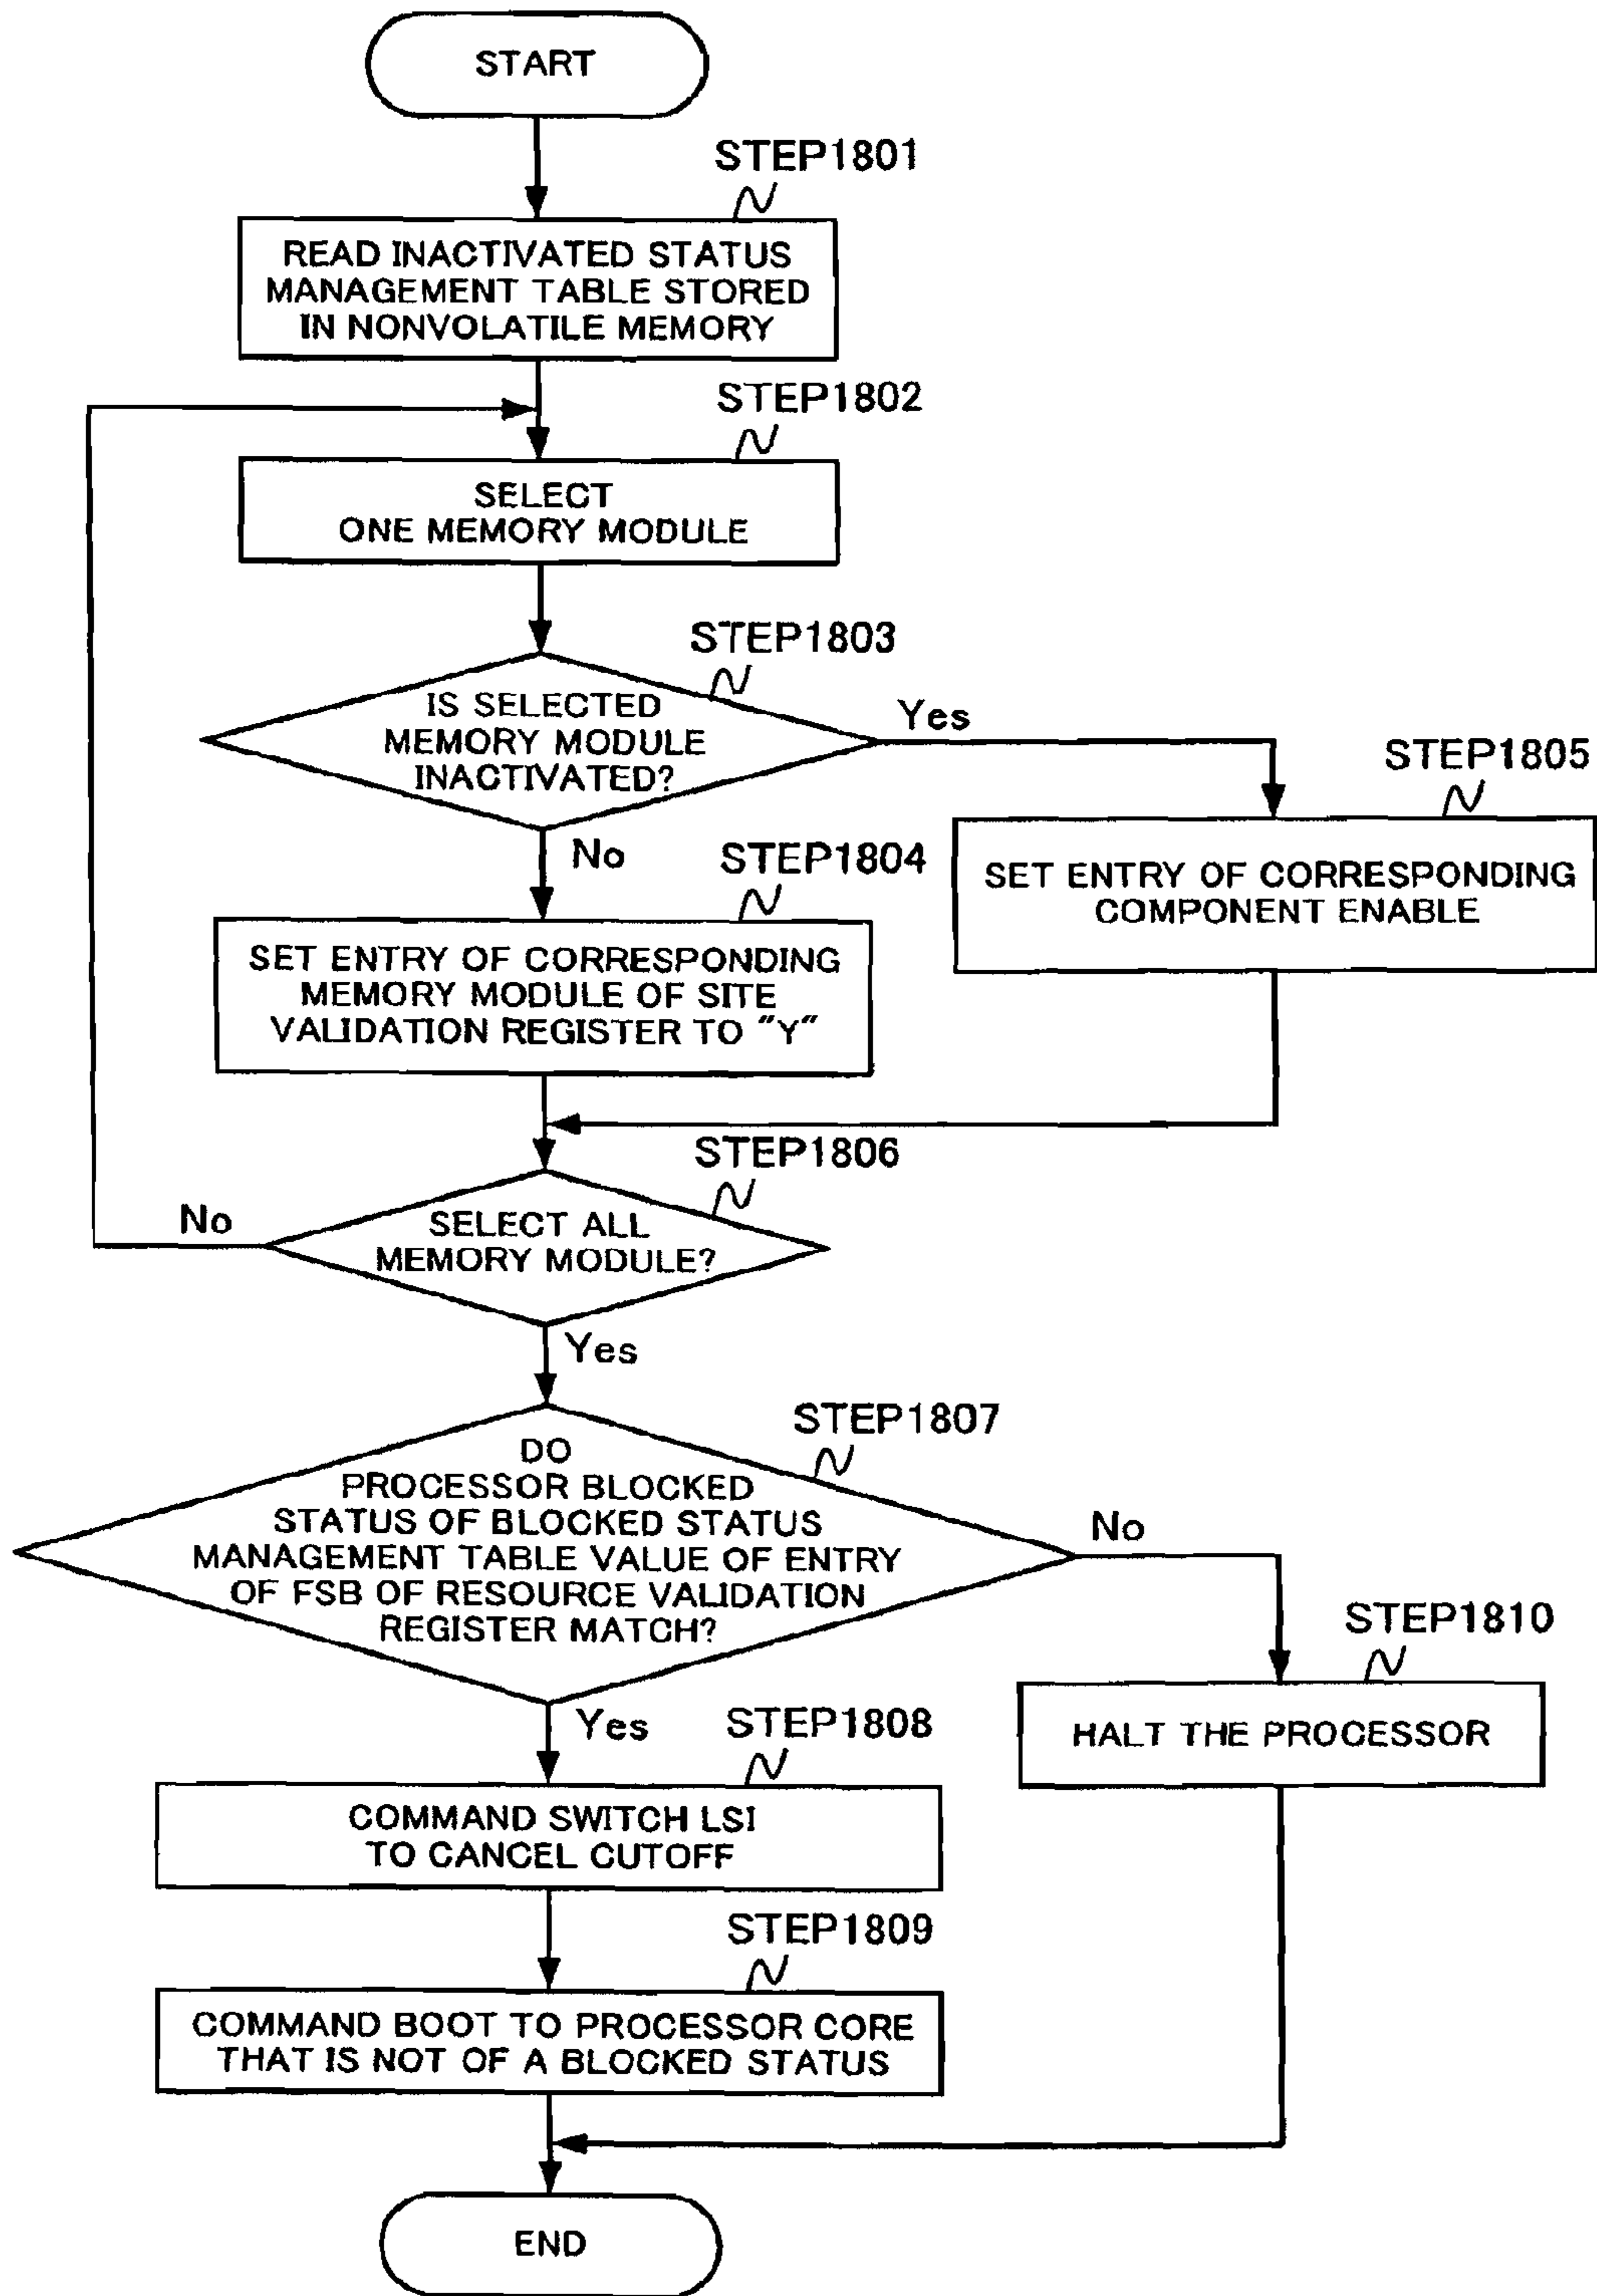 START
STEP1801
READ INACTIVATED STATUS
MANAGEMENT TABLE STORED
IN NONVOLATILE MEMORY
STEP1802
SELECT
ONE MEMORY MODULE
STEP1803
IS SELECTED
MEMORY MODULE
INACTIVATED?
Yes
STEP1805
SET ENTRY OF CORRESPONDING
COMPONENT ENABLE
No
STEP1804
SET ENTRY OF CORRESPONDING
MEMORY MODULE OF SITE
VALIDATION REGISTER TO "Y"
STEP1806
SELECT ALL
MEMORY MODULE?
No
Yes
STEP1807
DO
PROCESSOR BLOCKED
STATUS OF BLOCKED STATUS
MANAGEMENT TABLE VALUE OF ENTRY
OF FSB OF RESOURCE VALIDATION
REGISTER MATCH?
No
STEP1810
HALT THE PROCESSOR
Yes
STEP1808
COMMAND SWITCH LSI
TO CANCEL CUTOFF
STEP1809
COMMAND BOOT TO PROCESSOR CORE
THAT IS NOT OF A BLOCKED STATUS
END